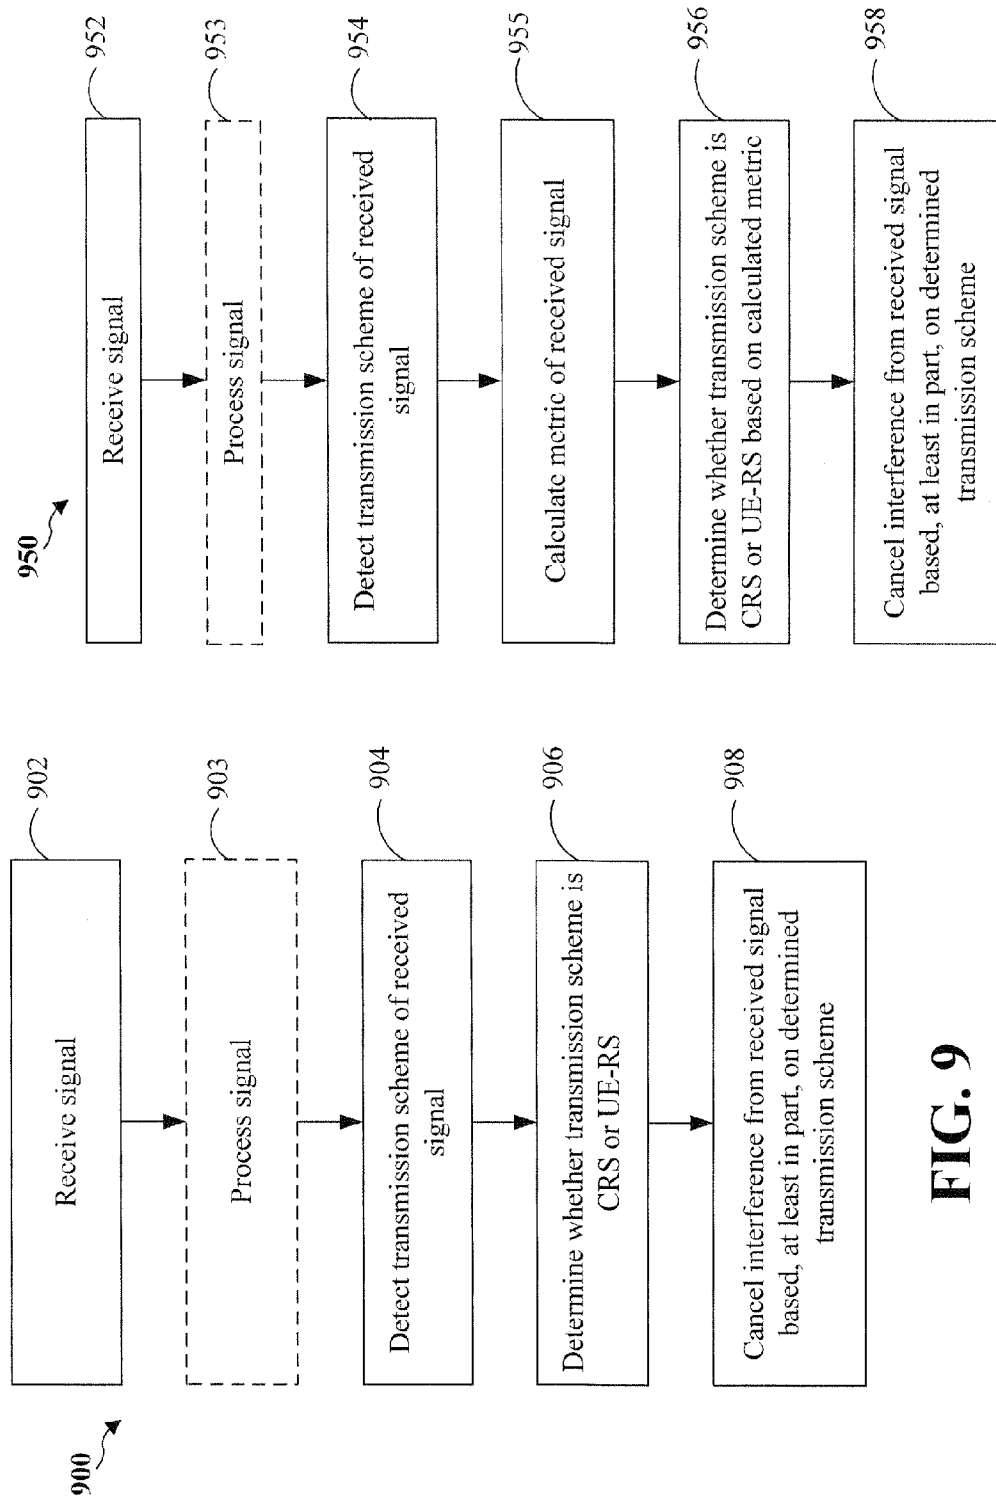 900
Receive signal
902
Process signal
903
Detect transmission scheme of received
signal
904
Determine whether transmission scheme is
CRS or UE-RS
906
Cancel interference from received signal
based, at least in part, on determined
transmission scheme
908
950
Receive signal
952
Process signal
953
Detect transmission scheme of received
signal
954
Calculate metric of received signal
955
Determine whether transmission scheme is
CRS or UE-RS based on calculated metric
956
Cancel interference from received signal
based, at least in part, on determined
transmission scheme
958
FIG. 9